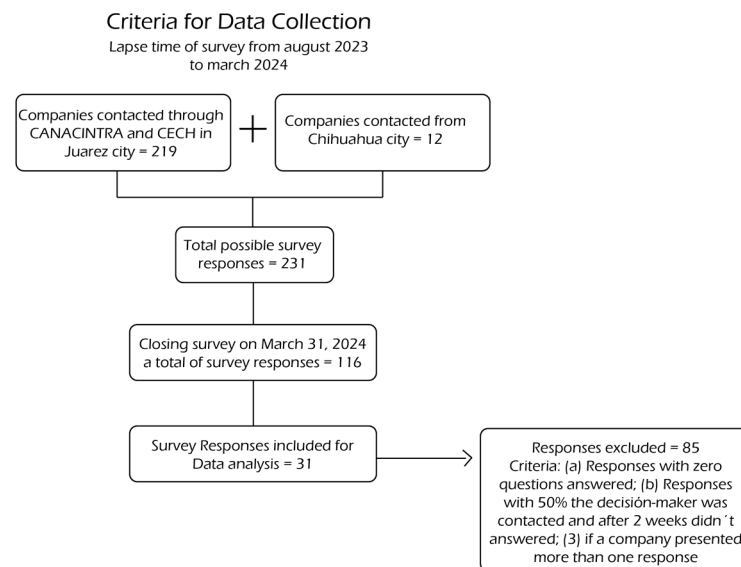 Criteria for Data Collection
Lapse time of survey from august 2023
to march 2024
Companies contacted through
CANACINTRA and CECH in
Juarez city = 219
+
Companies contacted from
Chihuahua city = 12
Total possible survey
responses = 231
Closing survey on March 31, 2024
a total of survey responses = 116
Survey Responses included for
Data analysis = 31
Responses excluded = 85
Criteria: (a) Responses with zero
questions answered; (b) Responses
with 50% the decisión-maker was
contacted and after 2 weeks didn´t
answered; (3) if a company presented
more than one response